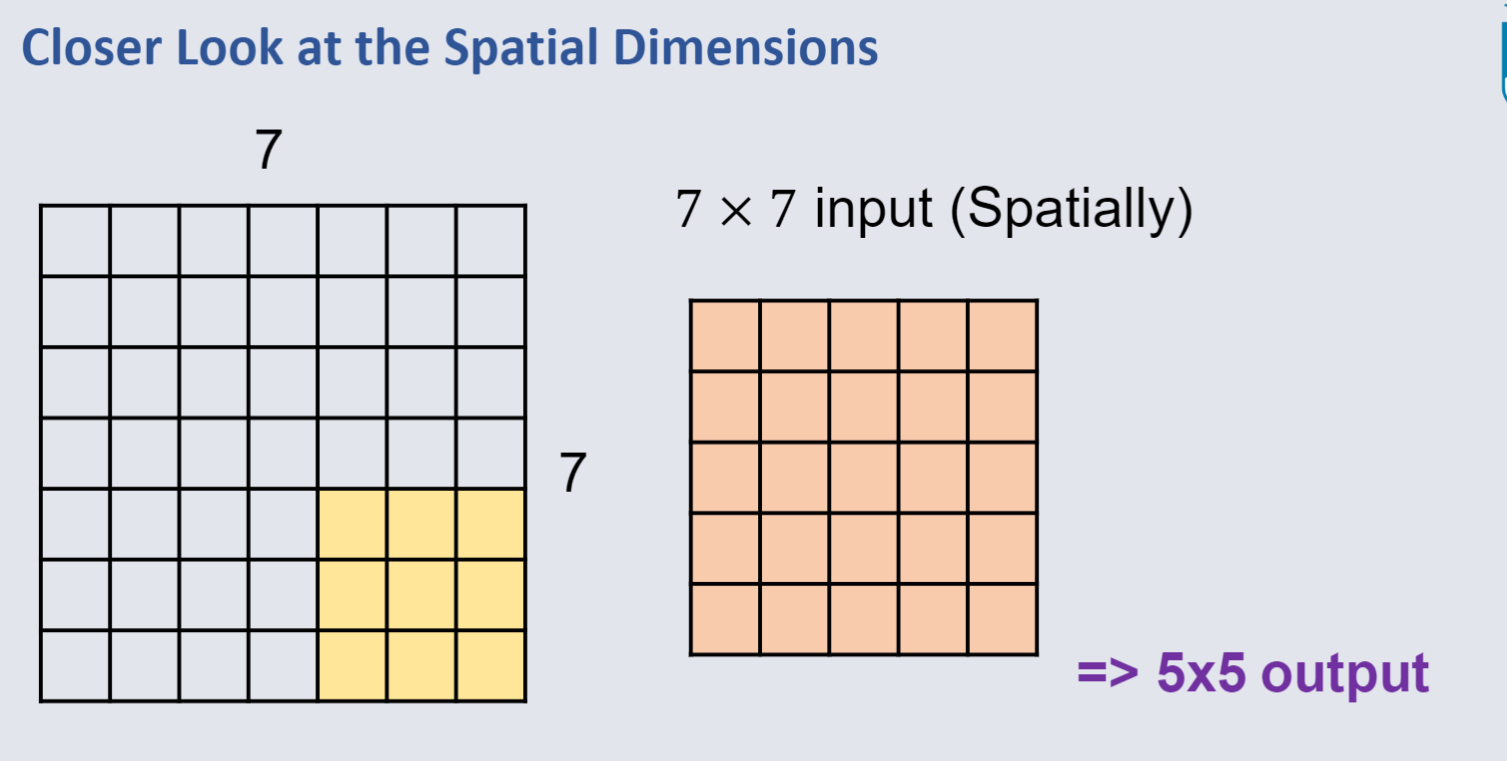 Closer Look at the Spatial Dimensions
7
7 × 7 input (Spatially)
7
=> 5x5 output